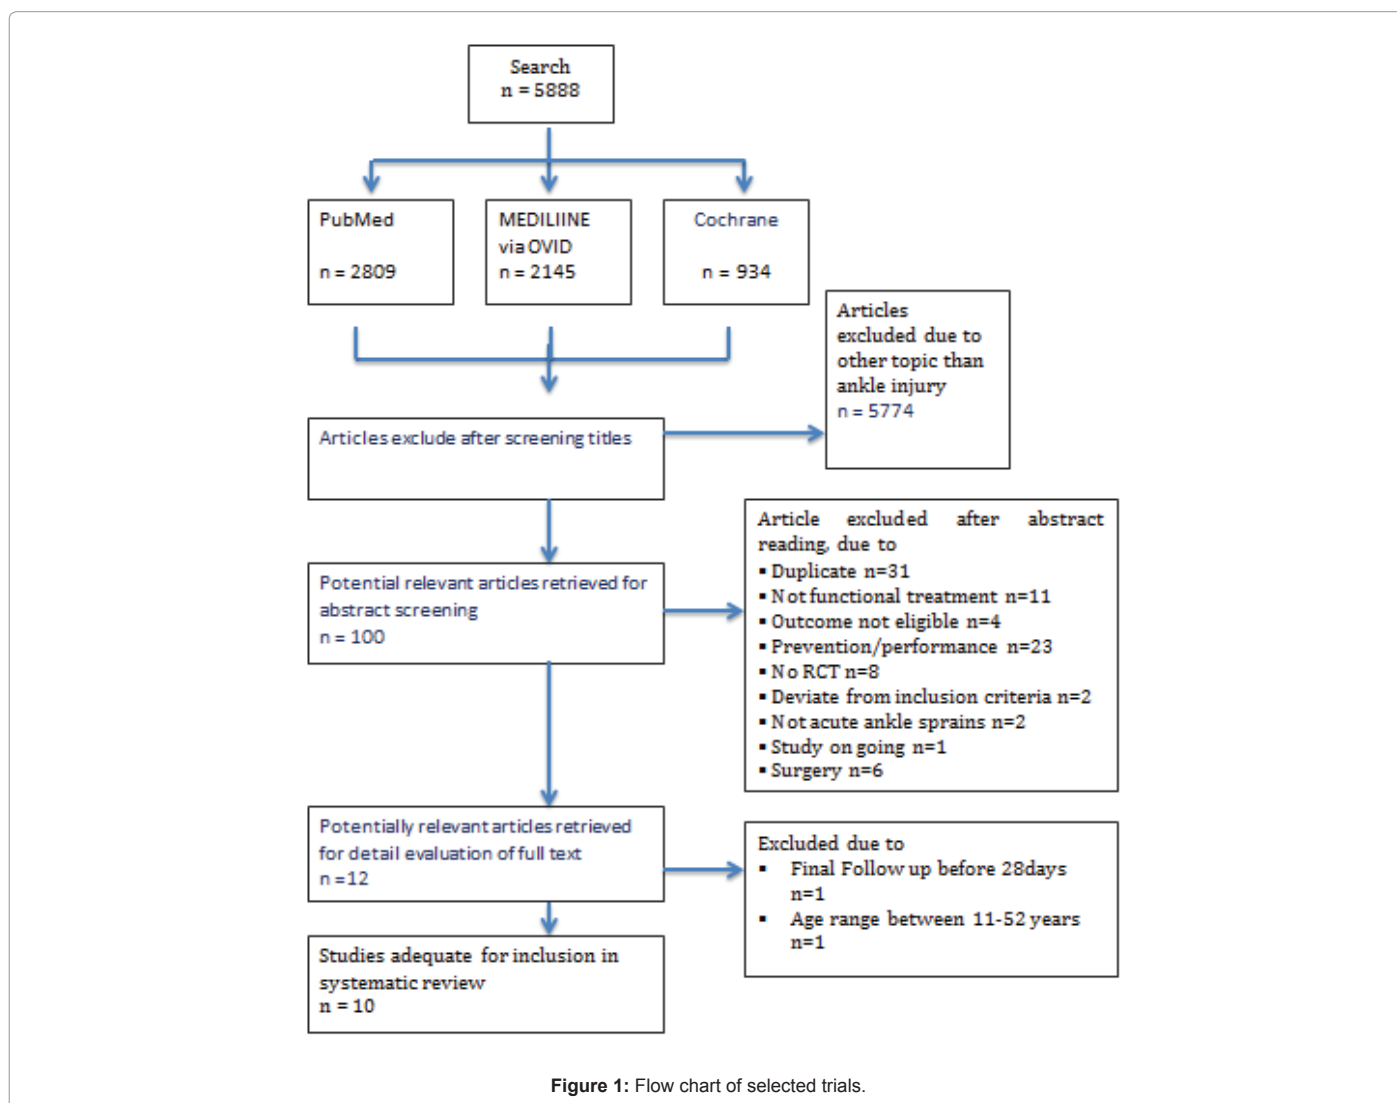 Search
n = 5888
PubMed
n = 2809
MEDILIINE
via OVID
n = 2145
Cochrane
n = 934
Articles
excluded due to
other topic than
ankle injury
n = 5774
Articles exclude after screening titles
Article excluded after abstract
reading, due to
▪ Duplicate n=31
▪ Not functional treatment n=11
▪ Outcome not eligible n=4
▪ Prevention/performance n=23
▪ No RCT n=8
▪ Deviate from inclusion criteria n=2
▪ Not acute ankle sprains n=2
▪ Study on going n=1
▪ Surgery n=6
Potential relevant articles retrieved for
abstract screening
n = 100
Potentially relevant articles retrieved
for detail evaluation of full text
n =12
Excluded due to
▪ Final Follow up before 28days
n=1
▪ Age range between 11-52 years
n=1
Studies adequate for inclusion in
systematic review
n = 10
Figure 1: Flow chart of selected trials.